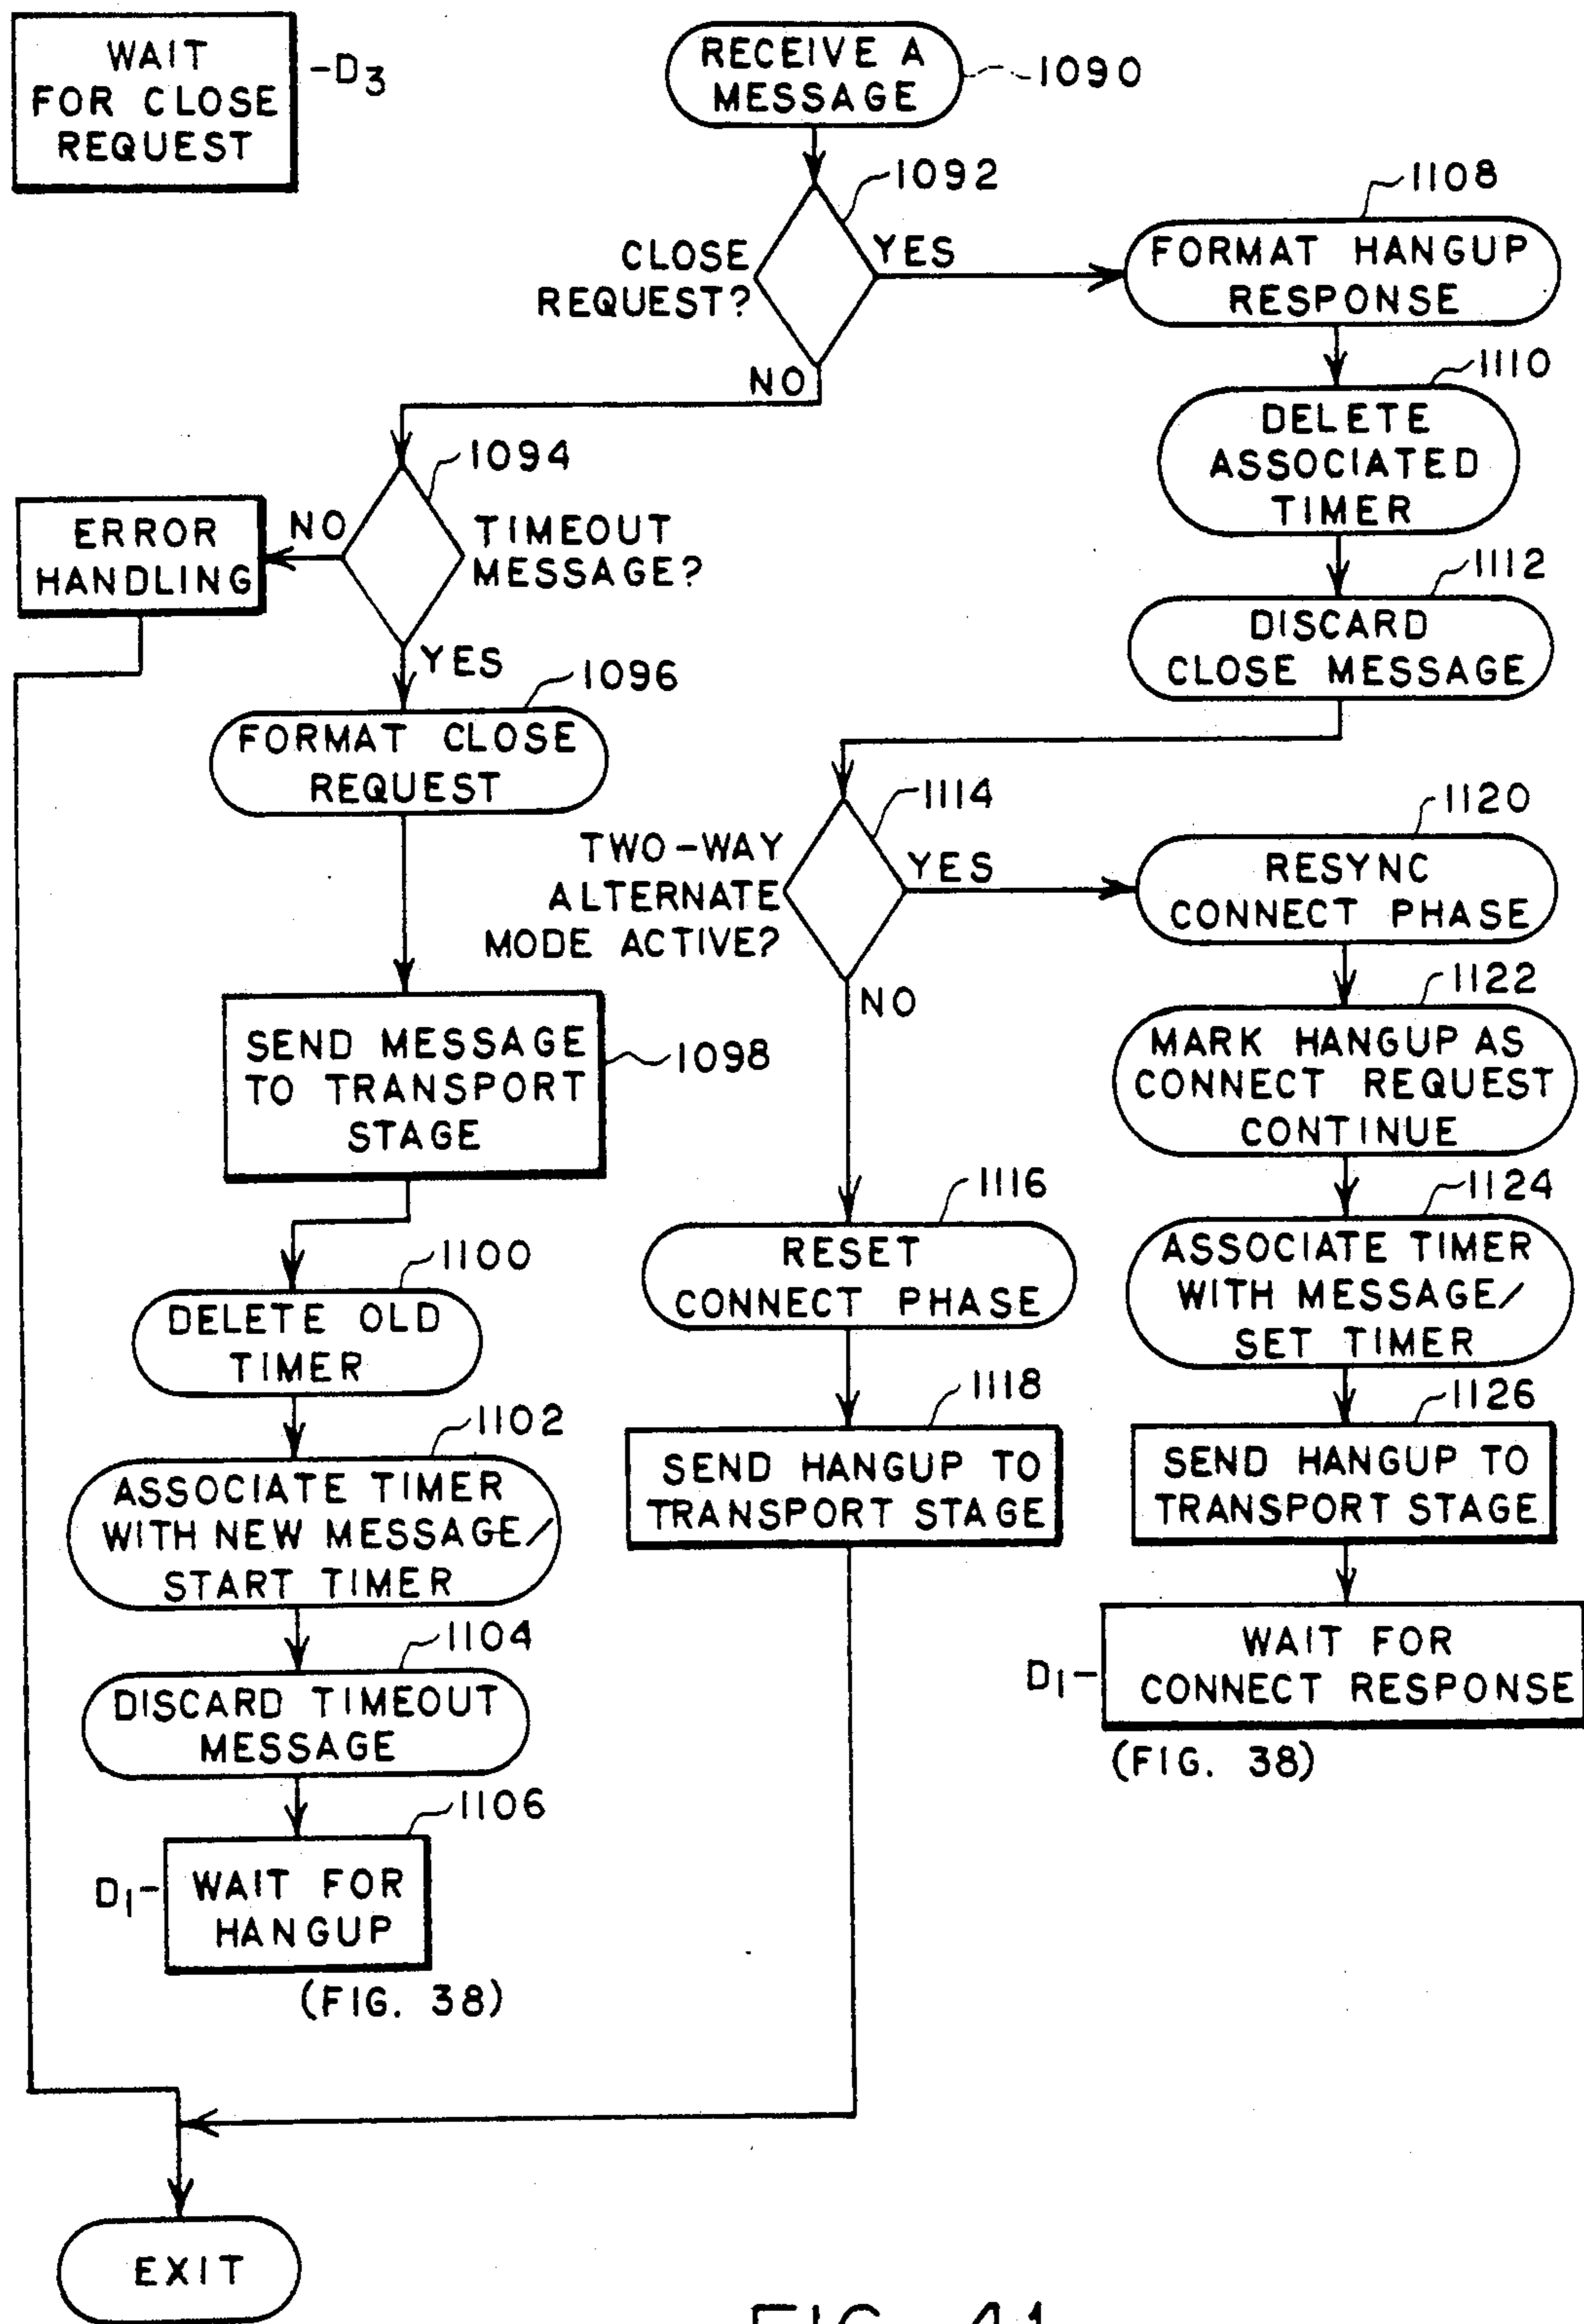 WAIT
FOR CLOSE
REQUEST
-D3
RECEIVE A
MESSAGE
1090
1092
CLOSE
REQUEST?
YES
NO
1108
FORMAT HANGUP
RESPONSE
1110
DELETE
ASSOCIATED
TIMER
1112
DISCARD
CLOSE MESSAGE
1094
TIMEOUT
MESSAGE?
NO
ERROR
HANDLING
YES
1096
FORMAT CLOSE
REQUEST
1098
SEND MESSAGE
TO TRANSPORT
STAGE
1100
DELETE OLD
TIMER
1102
ASSOCIATE TIMER
WITH NEW MESSAGE/
START TIMER
1104
DISCARD TIMEOUT
MESSAGE
1106
D1-
WAIT FOR
HANGUP
(FIG. 38)
1114
TWO-WAY
ALTERNATE
MODE ACTIVE?
YES
NO
1116
RESET
CONNECT PHASE
1118
SEND HANGUP TO
TRANSPORT STAGE
1120
RESYNC
CONNECT PHASE
1122
MARK HANGUP AS
CONNECT REQUEST
CONTINUE
1124
ASSOCIATE TIMER
WITH MESSAGE/
SET TIMER
1126
SEND HANGUP TO
TRANSPORT STAGE
D1-
WAIT FOR
CONNECT RESPONSE
(FIG. 38)
EXIT
FIG. 41